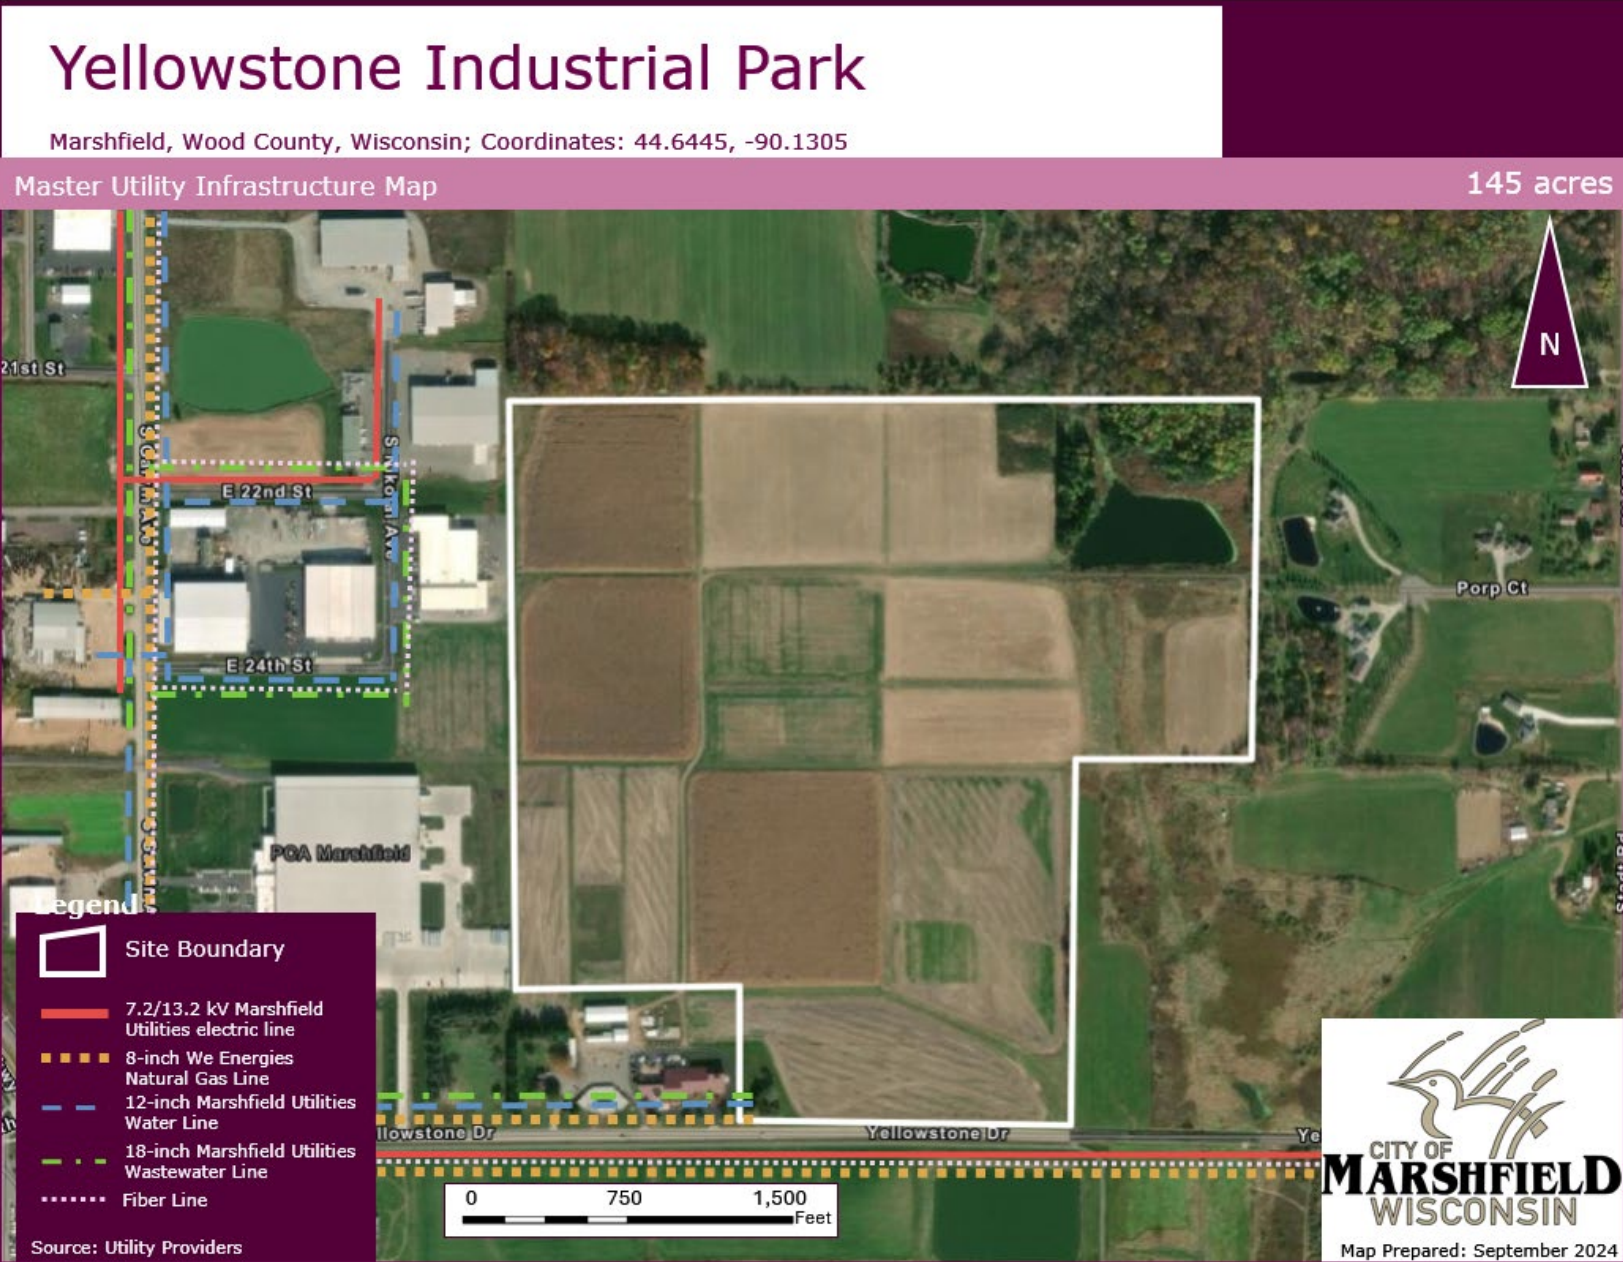 Yellowstone Industrial Park
Marshfield, Wood County, Wisconsin; Coordinates: 44.6445, -90.1305
Master Utility Infrastructure Map
145 acres
N
21st St
E 22nd St
E 24th St
Porp Ct
PCA Marshfield
Legend
Site Boundary
7.2/13.2 kV Marshfield
Utilities electric line
8-inch We Energies
Natural Gas Line
12-inch Marshfield Utilities
Water Line
18-inch Marshfield Utilities
Wastewater Line
Fiber Line
Source: Utility Providers
llowstone Dr
Yellowstone Dr
Ye
0 750 1,500
Feet
CITY OF
MARSHFIELD
WISCONSIN
Map Prepared: September 2024